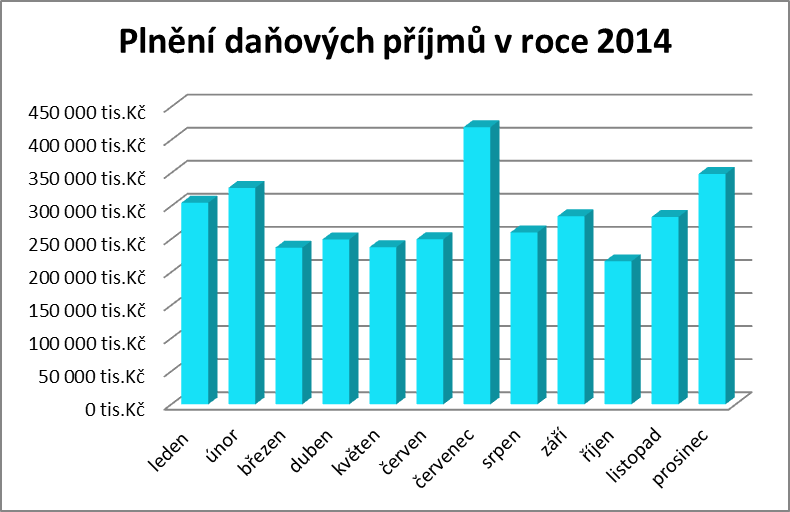 Plnění daňových příjmů v roce 2014
450 000 tis.Kč
400 000 tis.Kč
350 000 tis.Kč
300 000 tis.Kč
250 000 tis.Kč
200 000 tis.Kč
150 000 tis.Kč
100 000 tis.Kč
50 000 tis.Kč
0 tis.Kč
leden
únor
březen
duben
květen
červen
červenec
srpen
září
říjen
listopad
prosinec